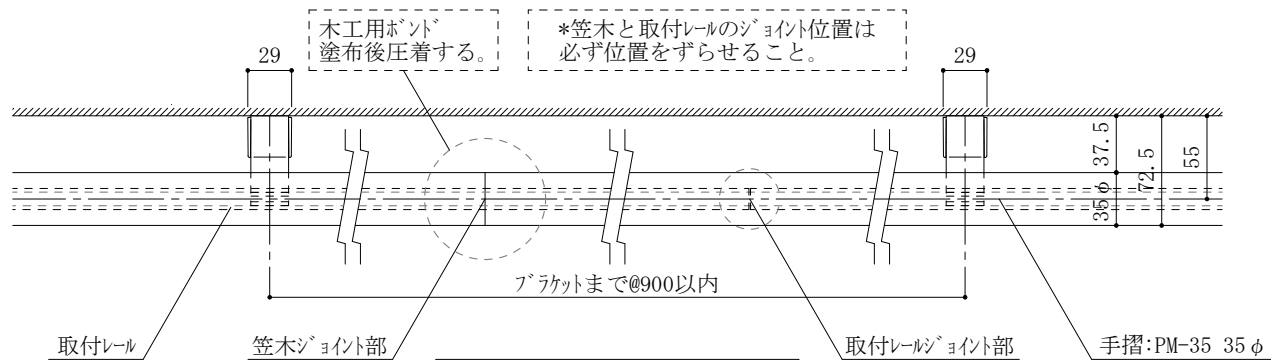 木工用ﾎﾞﾝﾄﾞ
塗布後圧着する。
*笠木と取付ﾚｰﾙのｼﾞｮｲﾝﾄ位置は
必ず位置をずらせること。
29
29
37.5
35φ
72.5
55
ﾌﾞﾗｹｯﾄまで@900以内
取付ﾚｰﾙ
笠木ｼﾞｮｲﾝﾄ部
取付ﾚｰﾙｼﾞｮｲﾝﾄ部
手摺:PM-35 35φ